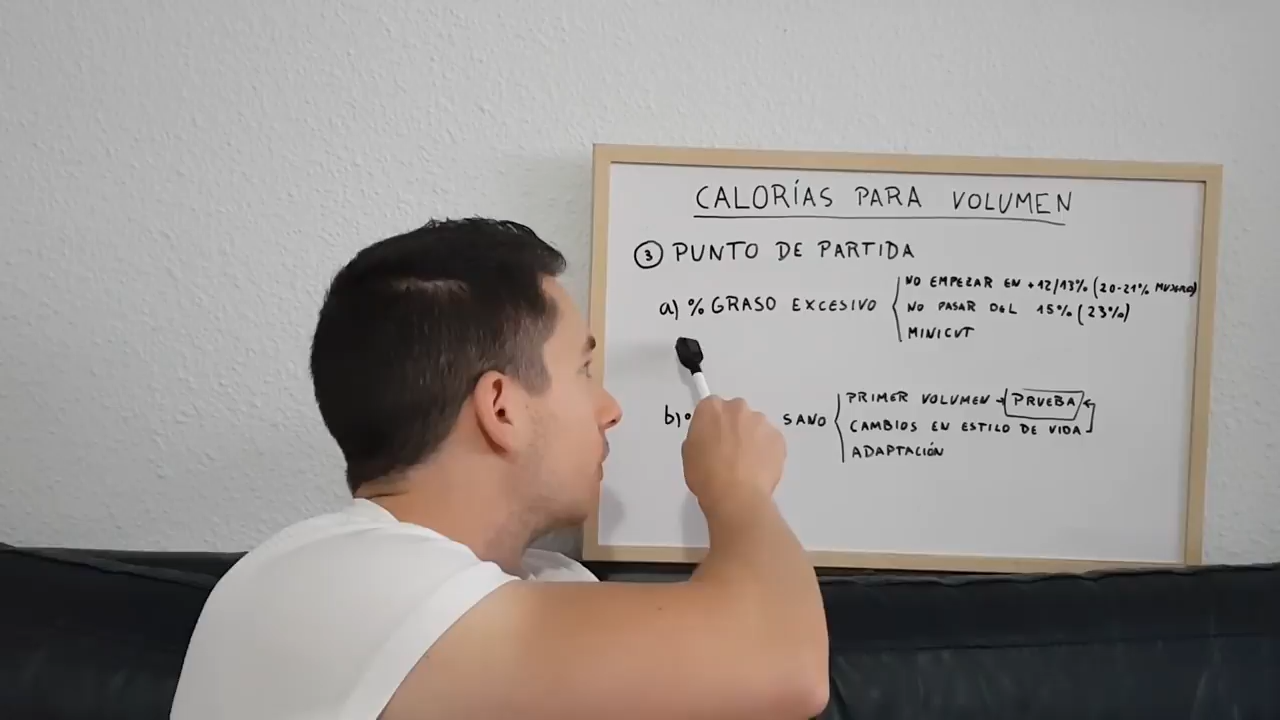 CALORÍAS PARA VOLUMEN
3 PUNTO DE PARTIDA
a) % GRASO EXCESIVO
NO EMPEZAR EN +12/13% (20-21% MUJERES)
NO PASAR DEL 15% (23%)
MINICUT
b) SANO
PRIMER VOLUMEN → PRUEBA
CAMBIOS EN ESTILO DE VIDA
ADAPTACIÓN